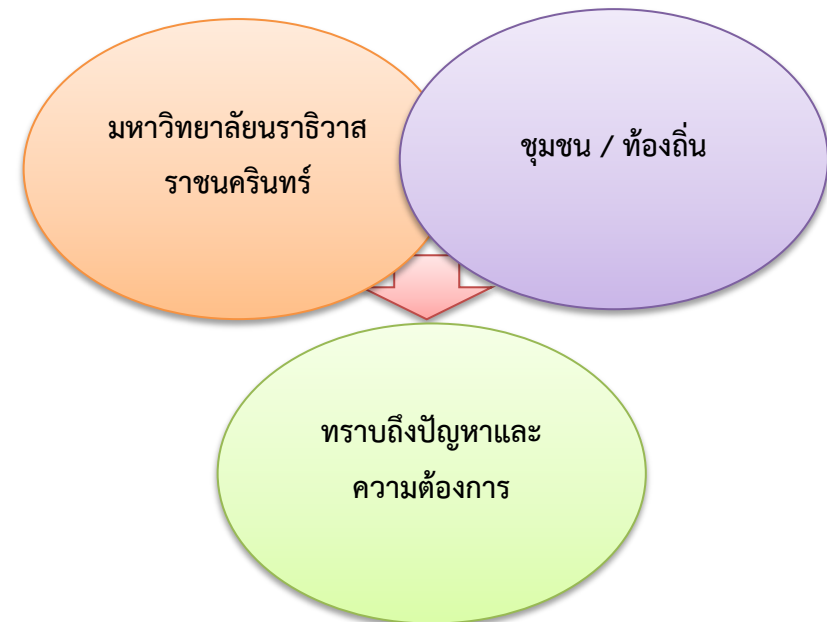 มหาวิทยาลัยนราธิวาส
ราชนครินทร์
ชุมชน / ท้องถิ่น
ทราบถึงปัญหาและ
ความต้องการ